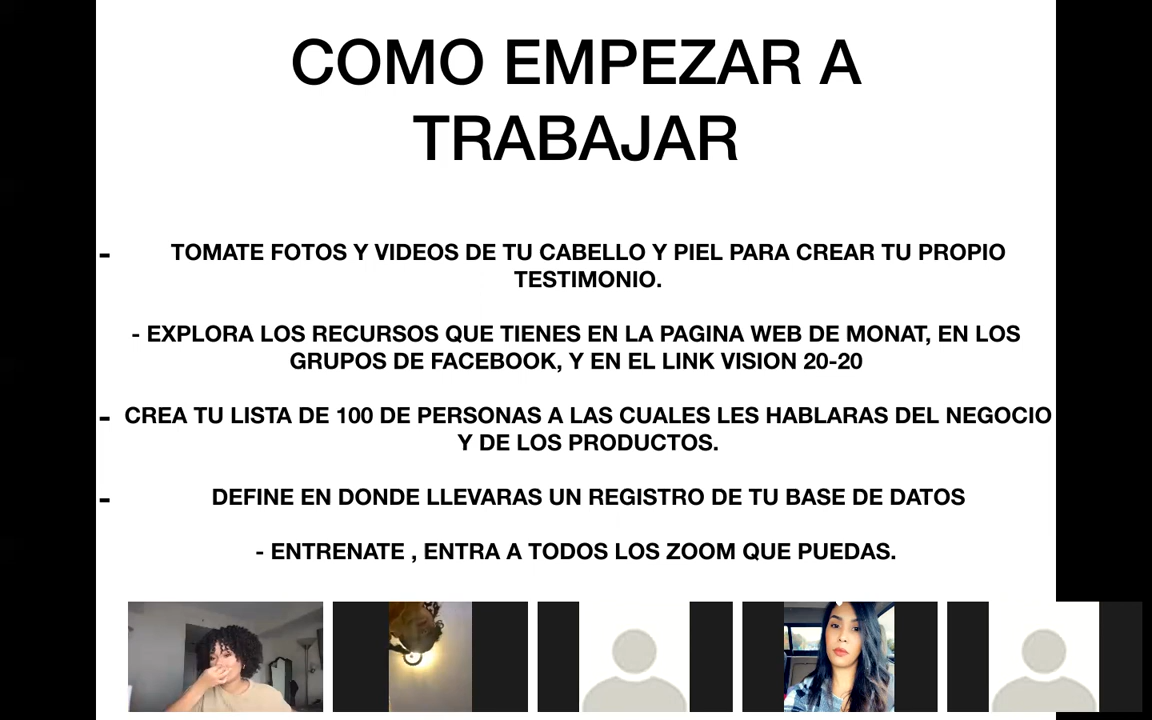 COMO EMPEZAR A
TRABAJAR
- TOMATE FOTOS Y VIDEOS DE TU CABELLO Y PIEL PARA CREAR TU PROPIO
TESTIMONIO.
- EXPLORA LOS RECURSOS QUE TIENES EN LA PAGINA WEB DE MONAT, EN LOS
GRUPOS DE FACEBOOK, Y EN EL LINK VISION 20-20
- CREA TU LISTA DE 100 DE PERSONAS A LAS CUALES LES HABLARAS DEL NEGOCIO
Y DE LOS PRODUCTOS.
- DEFINE EN DONDE LLEVARAS UN REGISTRO DE TU BASE DE DATOS
- ENTRENATE , ENTRA A TODOS LOS ZOOM QUE PUEDAS.